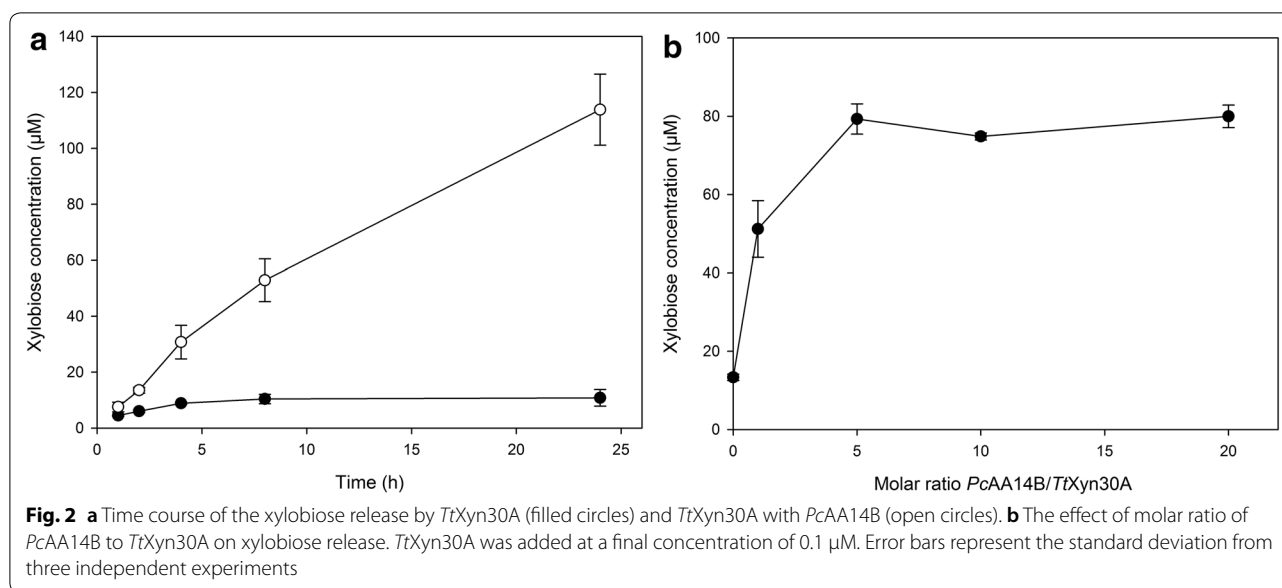 a
140
120
100
80
60
40
20
0
Xylobiose concentration (µM)
0 5 10 15 20 25
Time (h)
b
100
80
60
40
20
0
Xylobiose concentration (µM)
0 5 10 15 20
Molar ratio PcAA14B/TtXyn30A
Fig. 2 a Time course of the xylobiose release by TtXyn30A (filled circles) and TtXyn30A with PcAA14B (open circles). b The effect of molar ratio of
PcAA14B to TtXyn30A on xylobiose release. TtXyn30A was added at a final concentration of 0.1 µM. Error bars represent the standard deviation from
three independent experiments